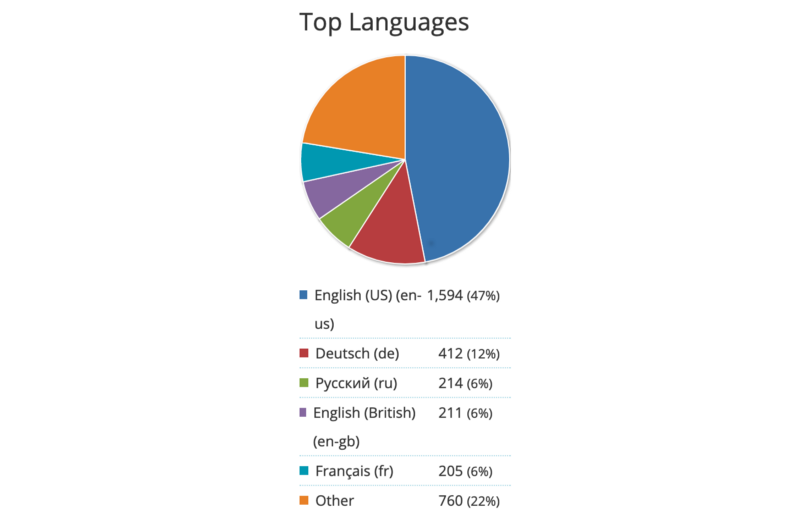 Top Languages
English (US) (en- 1,594 (47%)
us)
Deutsch (de) 412 (12%)
Русский (ru) 214 (6%)
English (British) 211 (6%)
(en-gb)
Français (fr) 205 (6%)
Other 760 (22%)